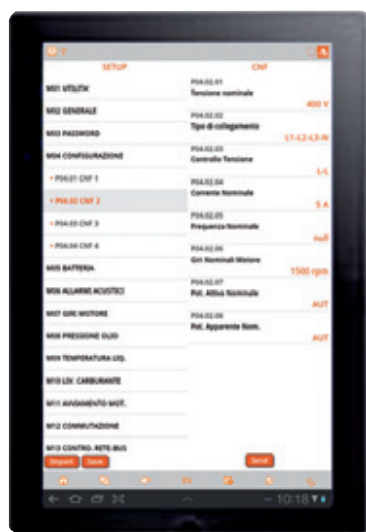 SETUP
M01 UTILITA'
M02 GENERALE
M03 PASSWORD
M04 CONFIGURAZIONE
P04.01 CNF 1
P04.02 CNF 2
P04.03 CNF 3
P04.04 CNF 4
M05 BATTERIA
M06 ALLARMI ACUSTICI
M07 GIRI MOTORE
M08 PRESSIONE OLIO
M09 TEMPERATURA LIQ.
M10 LIV. CARBURANTE
M11 AVVIAMENTO MOT.
M12 COMMUTAZIONE
M13 CONTRO. RETE-BUS
Import Save
CNF
P04.02.01
Tensione nominale
400 V
P04.02.02
Tipo di collegamento
L1-L2-L3-N
P04.02.03
Controllo Tensione
L-L
P04.02.04
Corrente Nominale
5 A
P04.02.05
Frequenza Nominale
null
P04.02.06
Giri Nominali Motore
1500 rpm
P04.02.07
Pot. Attiva Nominale
AUT
P04.02.08
Pot. Apparente Nom.
AUT
Send
10:18